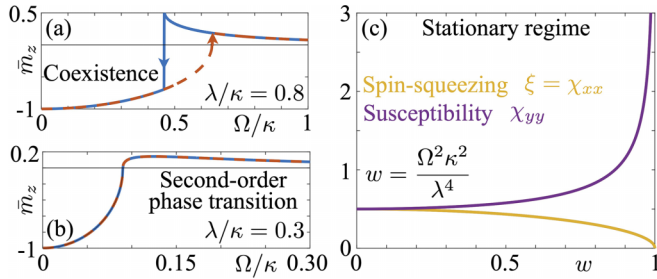 (a)
0.5
m̄z
Coexistence
λ/κ = 0.8
-1
0
0.5
Ω/κ
1
0.2
m̄z
Second-order
phase transition
(b)
λ/κ = 0.3
-1
0
0.15
Ω/κ
0.30
(c)
Stationary regime
3
Spin-squeezing ξ = χxx
2
Susceptibility χyy
w = Ω²κ²/λ⁴
1
0
0
0.5
w
1